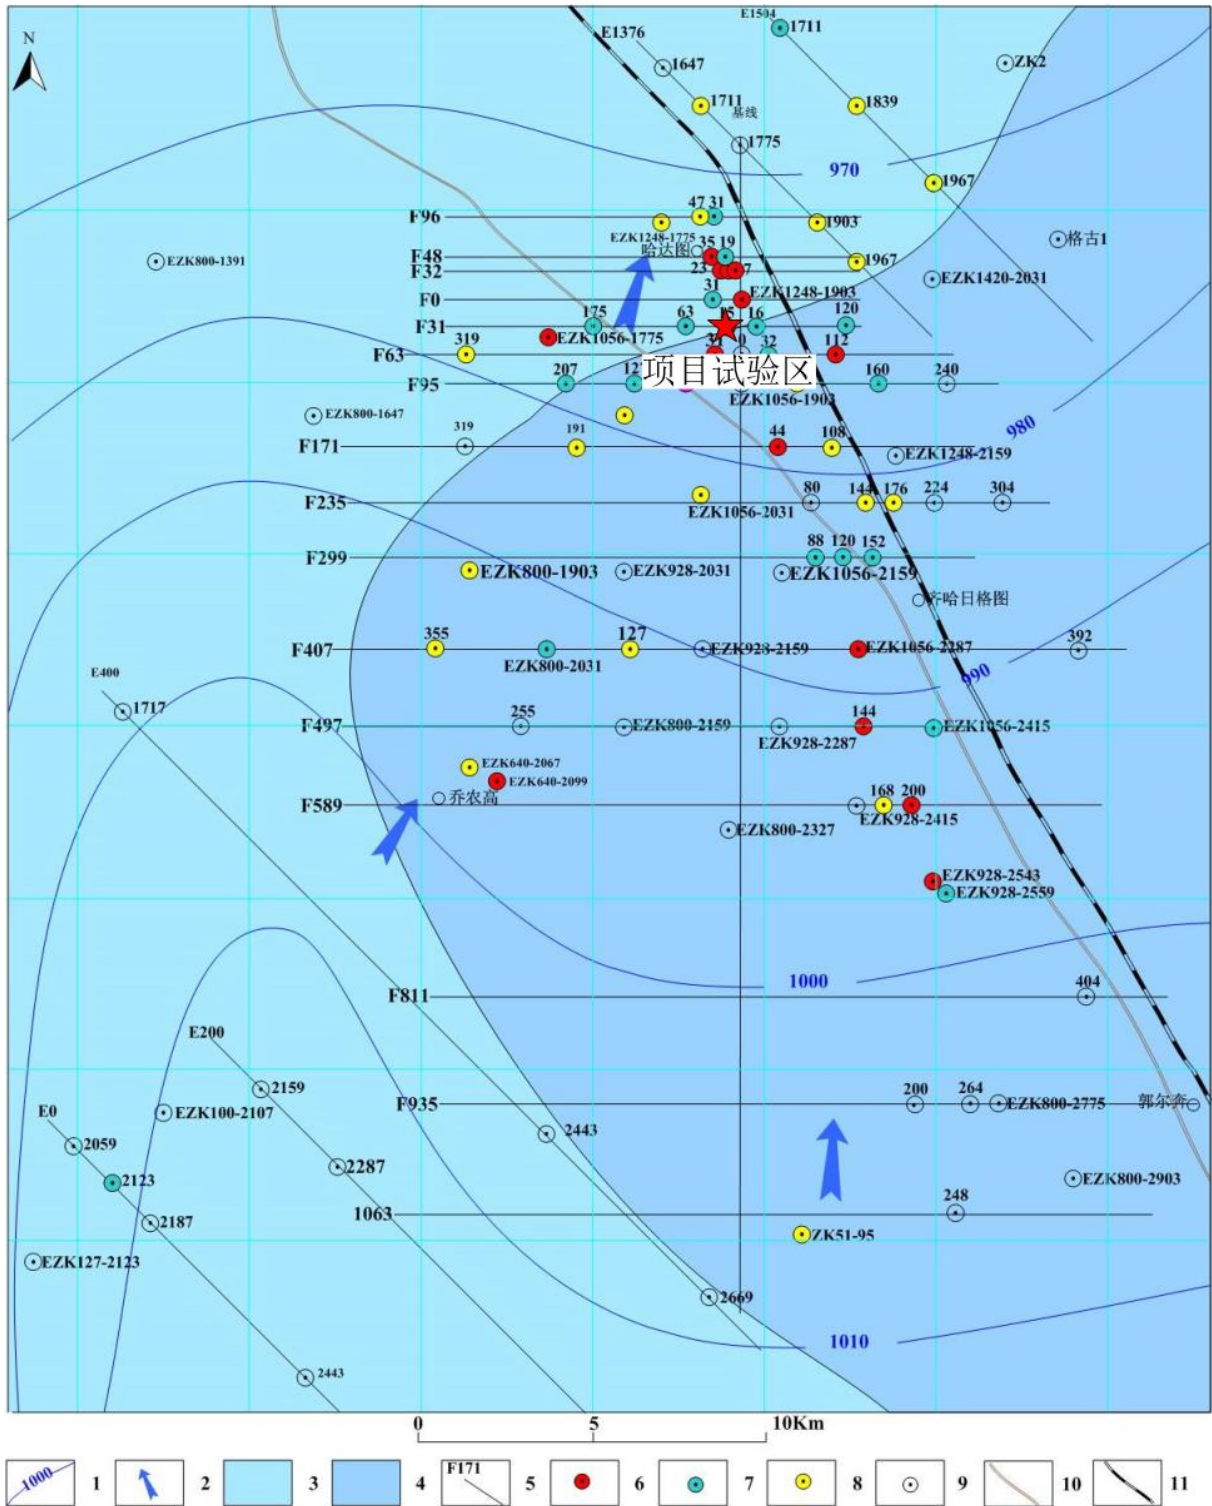 E1504
1711
E1376
N
1647
ZK2
1711
1839
基线
1775
970
1967
F96
47 31
1903
EZK1248-1775
35 19
格古1
哈达图
F48
EZK800-1391
23 7
1967
F32
EZK1420-2031
31
EZK1248-1903
F0
175
63
16
120
F31
EZK1056-1775
319
32
112
F63
207
项目试验区
160
240
F95
EZK1056-1903
EZK800-1647
319
191
44
108
980
F171
EZK1248-2159
80
144 176
224
304
F235
EZK1056-2031
88 120 152
F299
EZK800-1903
EZK928-2031
EZK1056-2159
齐哈日格图
355
127
392
F407
EZK928-2159
EZK1056-2287
EZK800-2031
E400
990
1717
255
144
F497
EZK800-2159
EZK1056-2415
EZK928-2287
EZK640-2067
EZK640-2099
乔农高
168 200
F589
EZK928-2415
EZK800-2327
EZK928-2543
EZK928-2559
1000
404
F811
E200
2159
200
264
E0
EZK100-2107
F935
EZK800-2775
郭尔奔
2059
2443
2287
2123
EZK800-2903
248
2187
1063
ZK51-95
EZK127-2123
2669
1010
2443
0 5 10Km
1000 1 2 3 4 F171 5 6 7 8 9 10 11